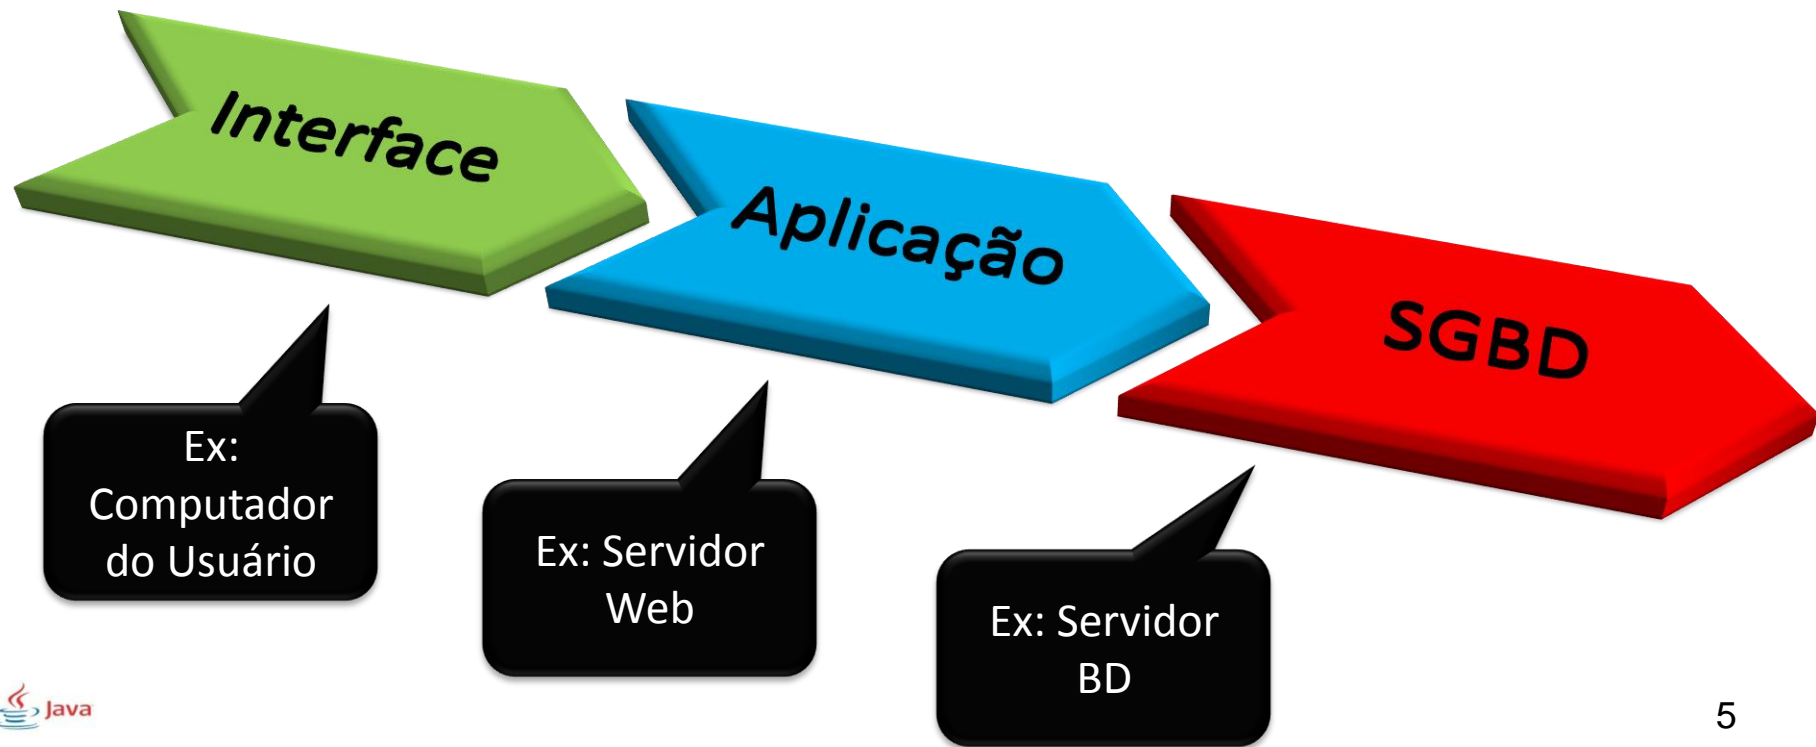 Interface
Aplicação
SGBD
Ex:
Computador
do Usuário
Ex: Servidor
Web
Ex: Servidor
BD
Java
5